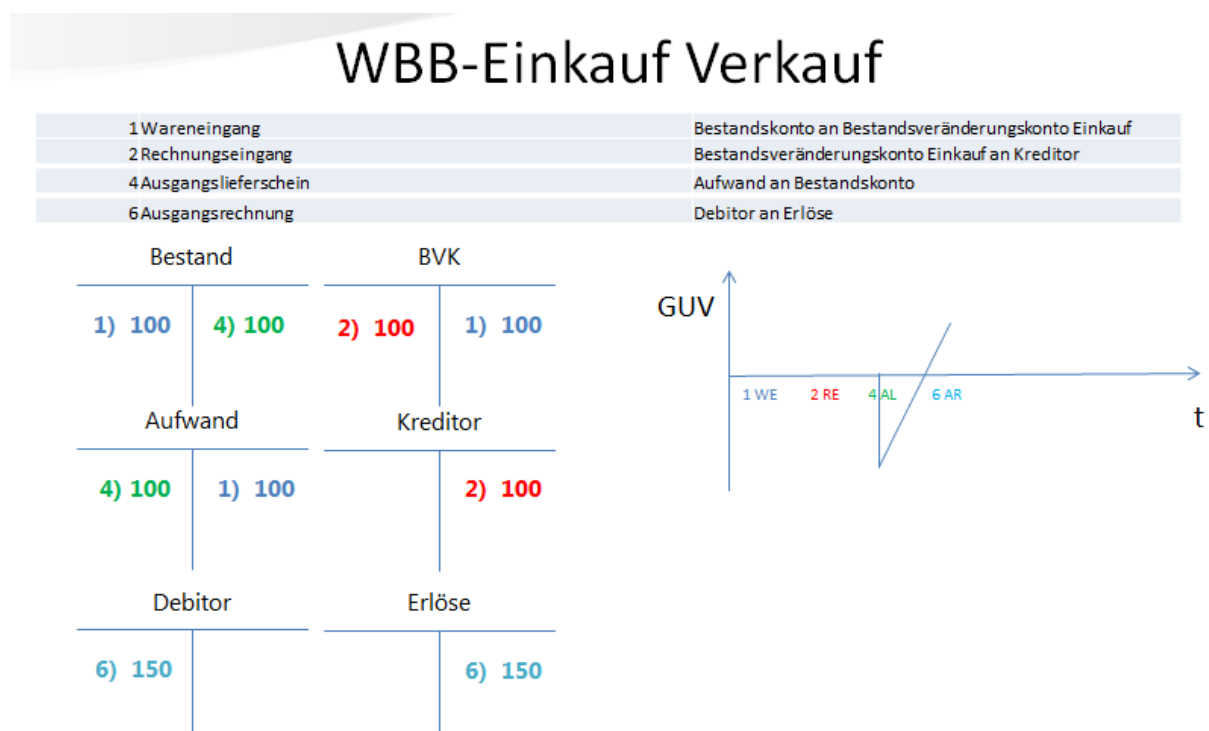 WBB-Einkauf Verkauf
1 Wareneingang Bestandskonto an Bestandsveränderungskonto Einkauf
2 Rechnungseingang Bestandsveränderungskonto Einkauf an Kreditor
4 Ausgangslieferschein Aufwand an Bestandskonto
6 Ausgangsrechnung Debitor an Erlöse
Bestand BVK
1) 100 4) 100 2) 100 1) 100
Aufwand Kreditor
4) 100 1) 100 2) 100
Debitor Erlöse
6) 150 6) 150
GUV
1 WE 2 RE 4 AL 6 AR
t